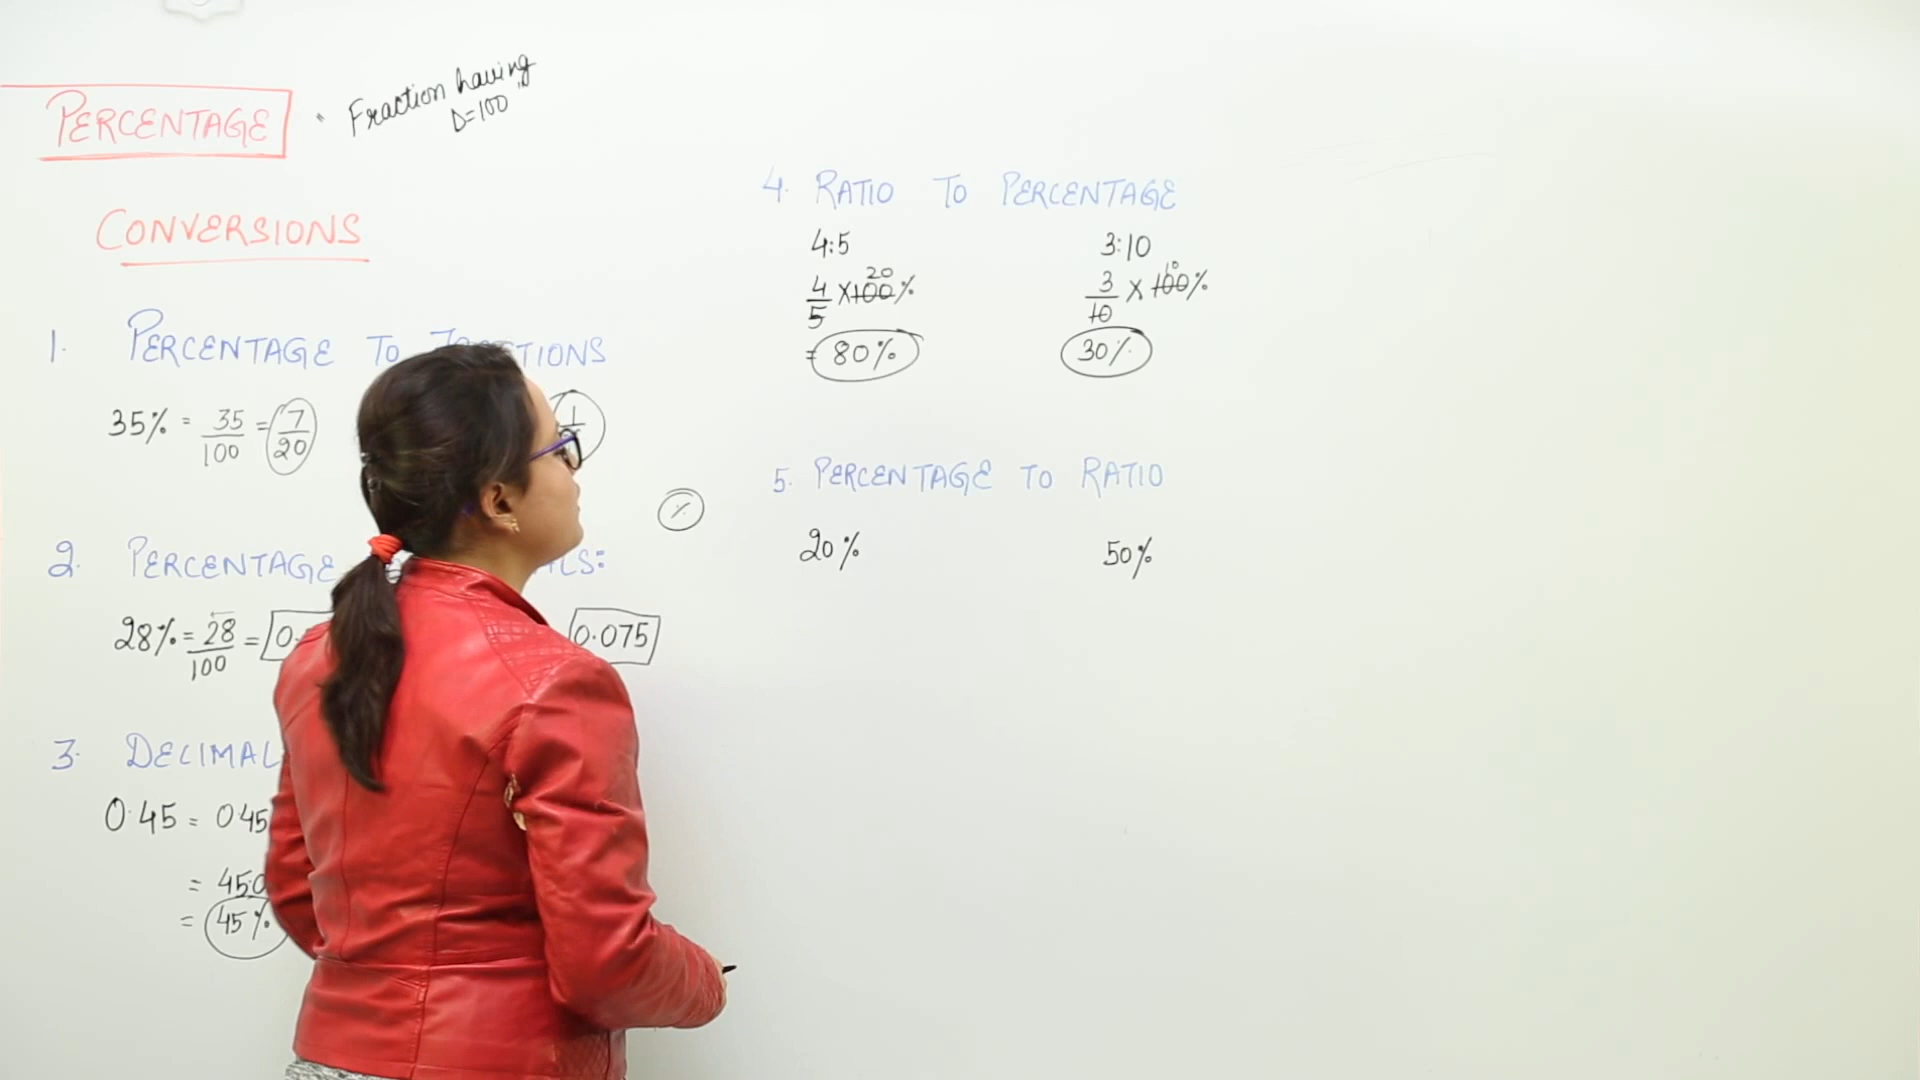 PERCENTAGE
Fraction having
D=100
CONVERSIONS
1. PERCENTAGE TO
35% = 35/100 = 7/20
2. PERCENTAGE
28% = 28/100 = 0.
0.075
3. DECIMAL
0.45 = 0.45
= 45.0
= 45%
%
4. RATIO TO PERCENTAGE
4:5
4/5 X 100%
20
= 80%
3:10
3/10 X 100%
10
30%
5. PERCENTAGE TO RATIO
20%
50%